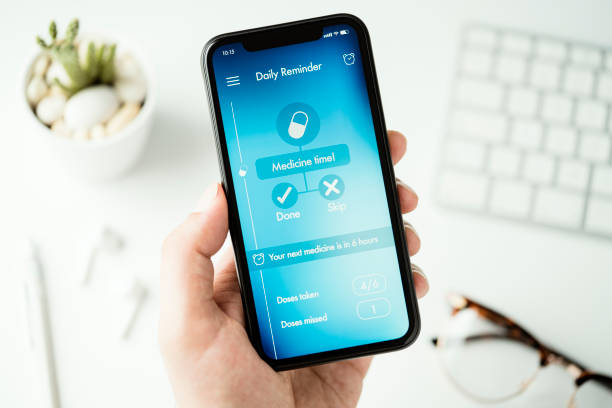 10:15
Daily Reminder
Medicine time!
Done
Skip
Your next medicine is in 6 hours
Doses taken
4/6
Doses missed
1